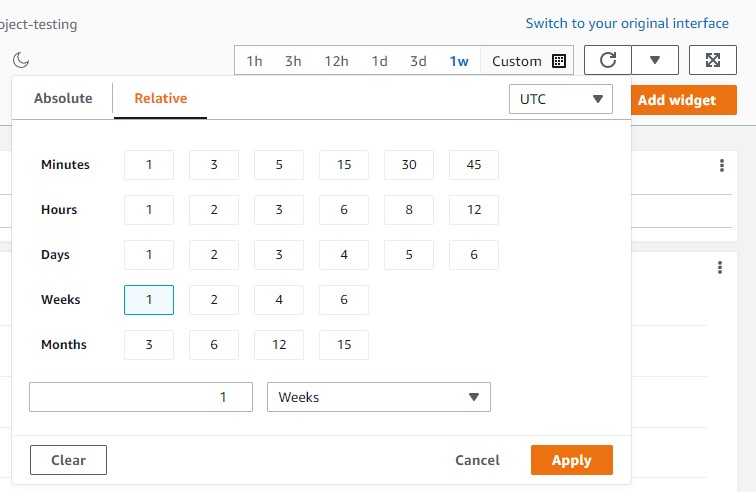 oject-testing
Switch to your original interface
1h 3h 12h 1d 3d 1w Custom
Absolute Relative UTC Add widget
Minutes 1 3 5 15 30 45
Hours 1 2 3 6 8 12
Days 1 2 3 4 5 6
Weeks 1 2 4 6
Months 3 6 12 15
1 Weeks
Clear Cancel Apply